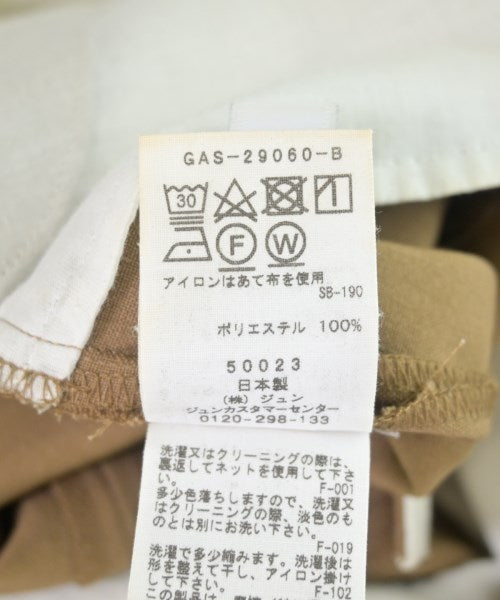 GAS-29060-B
30
F W
アイロンはあて布を使用
SB-190
ポリエステル 100%
50023
日本製
(株) ジュン
ジュンカスタマーセンター
0120-298-133
洗濯又はクリーニングの際は、
裏返してネットを使用して下さ
い。
F-001
多少色落ちしますので、洗濯又
はクリーニングの際、淡色のも
のとは別にお洗い下さい。
F-019
洗濯で多少縮みます。洗濯後は
形を整えて干し、アイロン掛け
して下さい。
F-102
この製品は、